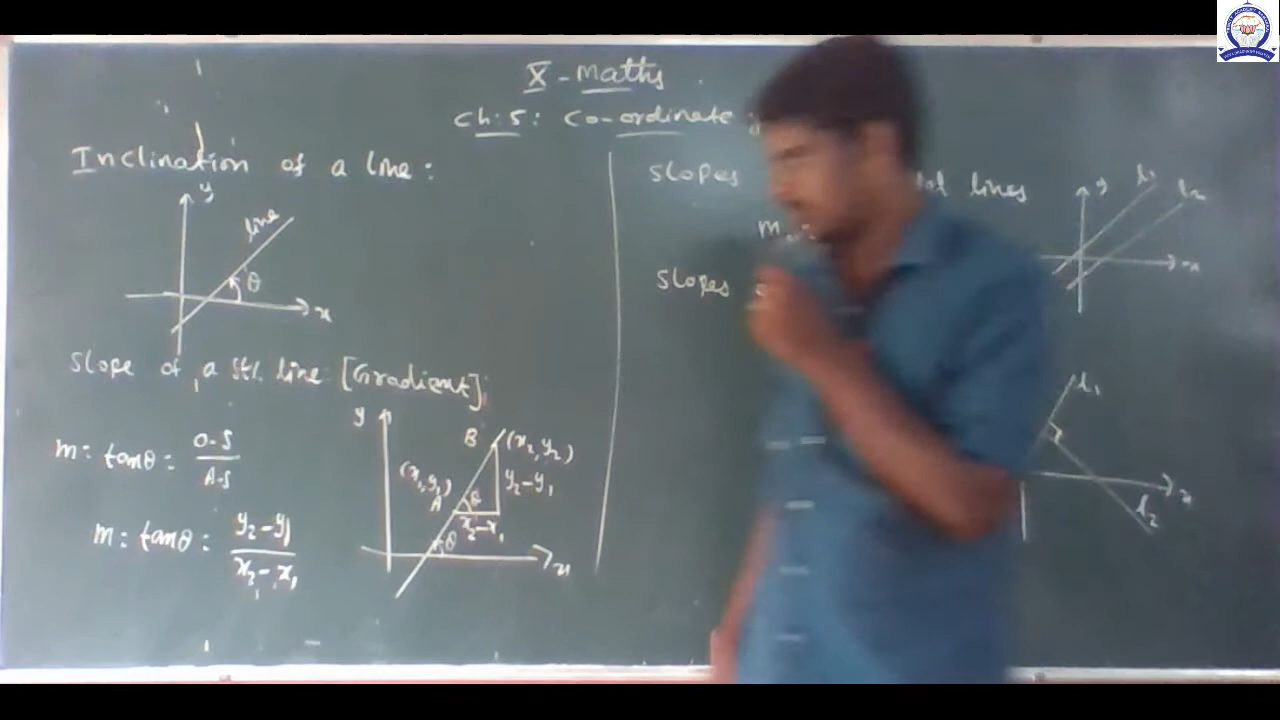 X - Maths
Ch: 5: Co-ordinate
Inclination of a line:
y
line
θ
x
Slope of a st. line [Gradient]:
m = tanθ = O.S / A.S
m = tanθ = y₂ - y₁ / x₂ - x₁
y
B (x₂, y₂)
(x₁, y₁)
A
θ
y₂ - y₁
x₂ - x₁
θ
x
Slopes
lines
m
Slopes
y
l₁
l₂
x
l₁
x
l₂